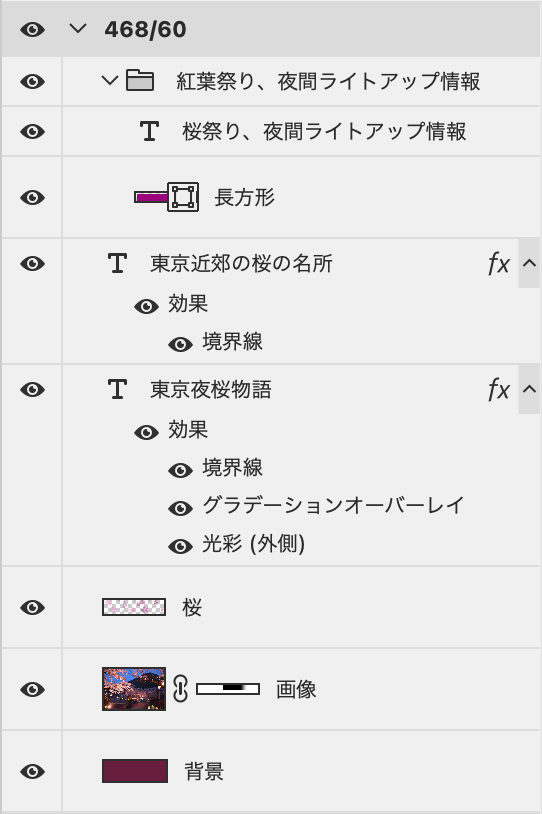 468/60
紅葉祭り、夜間ライトアップ情報
T 桜祭り、夜間ライトアップ情報
長方形
T 東京近郊の桜の名所 fx
効果
境界線
T 東京夜桜物語 fx
効果
境界線
グラデーションオーバーレイ
光彩 (外側)
桜
画像
背景